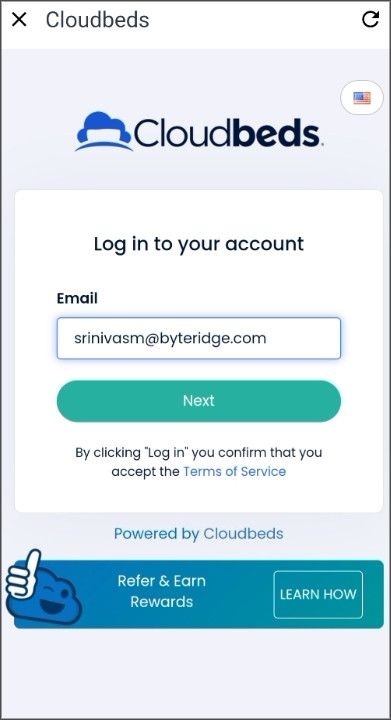 Cloudbeds
Cloudbeds.
Log in to your account
Email
srinivasm@byteridge.com
Next
By clicking "Log in" you confirm that you
accept the Terms of Service
Powered by Cloudbeds
Refer & Earn
Rewards
LEARN HOW